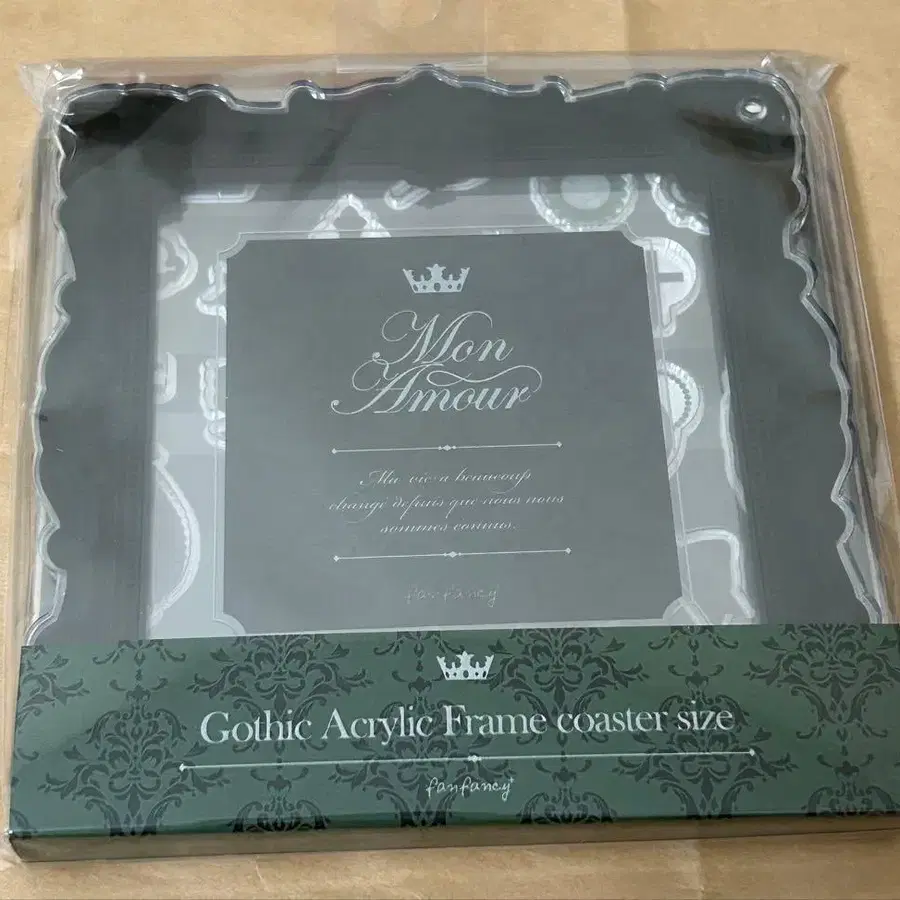 Mon
Amour
Ma vie a beaucoup
changé depuis que nous nous
sommes connus.
fanfancy
Gothic Acrylic Frame coaster size
fanfancy+